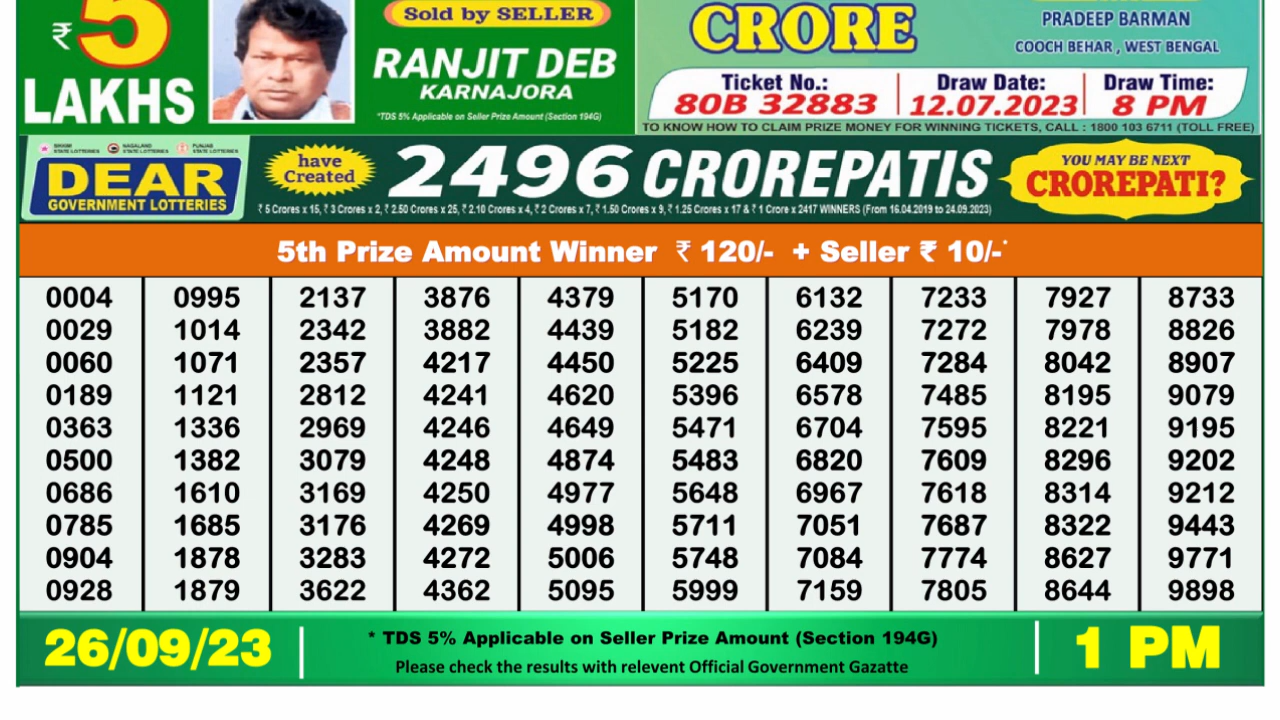 ₹ 5
LAKHS
Sold by SELLER
RANJIT DEB
KARNAJORA
*TDS 5% Applicable on Seller Prize Amount (Section 194G)
CRORE
PRADEEP BARMAN
COOCH BEHAR , WEST BENGAL
Ticket No.: Draw Date: Draw Time:
80B 32883 12.07.2023 8 PM
TO KNOW HOW TO CLAIM PRIZE MONEY FOR WINNING TICKETS, CALL : 1800 103 6711 (TOLL FREE)
SIKKIM STATE LOTTERIES NAGALAND STATE LOTTERIES PUNJAB STATE LOTTERIES
DEAR
GOVERNMENT LOTTERIES
have
Created
2496 CROREPATIS
₹ 5 Crores x 15, ₹ 3 Crores x 2, ₹ 2.50 Crores x 25, ₹ 2.10 Crores x 4, ₹ 2 Crores x 7, ₹ 1.50 Crores x 9, ₹ 1.25 Crores x 17 & ₹ 1 Crore x 2417 WINNERS (From 16.04.2019 to 24.09.2023)
YOU MAY BE NEXT
CROREPATI?
5th Prize Amount Winner ₹ 120/- + Seller ₹ 10/-*
0004 0995 2137 3876 4379 5170 6132 7233 7927 8733
0029 1014 2342 3882 4439 5182 6239 7272 7978 8826
0060 1071 2357 4217 4450 5225 6409 7284 8042 8907
0189 1121 2812 4241 4620 5396 6578 7485 8195 9079
0363 1336 2969 4246 4649 5471 6704 7595 8221 9195
0500 1382 3079 4248 4874 5483 6820 7609 8296 9202
0686 1610 3169 4250 4977 5648 6967 7618 8314 9212
0785 1685 3176 4269 4998 5711 7051 7687 8322 9443
0904 1878 3283 4272 5006 5748 7084 7774 8627 9771
0928 1879 3622 4362 5095 5999 7159 7805 8644 9898
26/09/23
* TDS 5% Applicable on Seller Prize Amount (Section 194G)
Please check the results with relevent Official Government Gazatte
1 PM